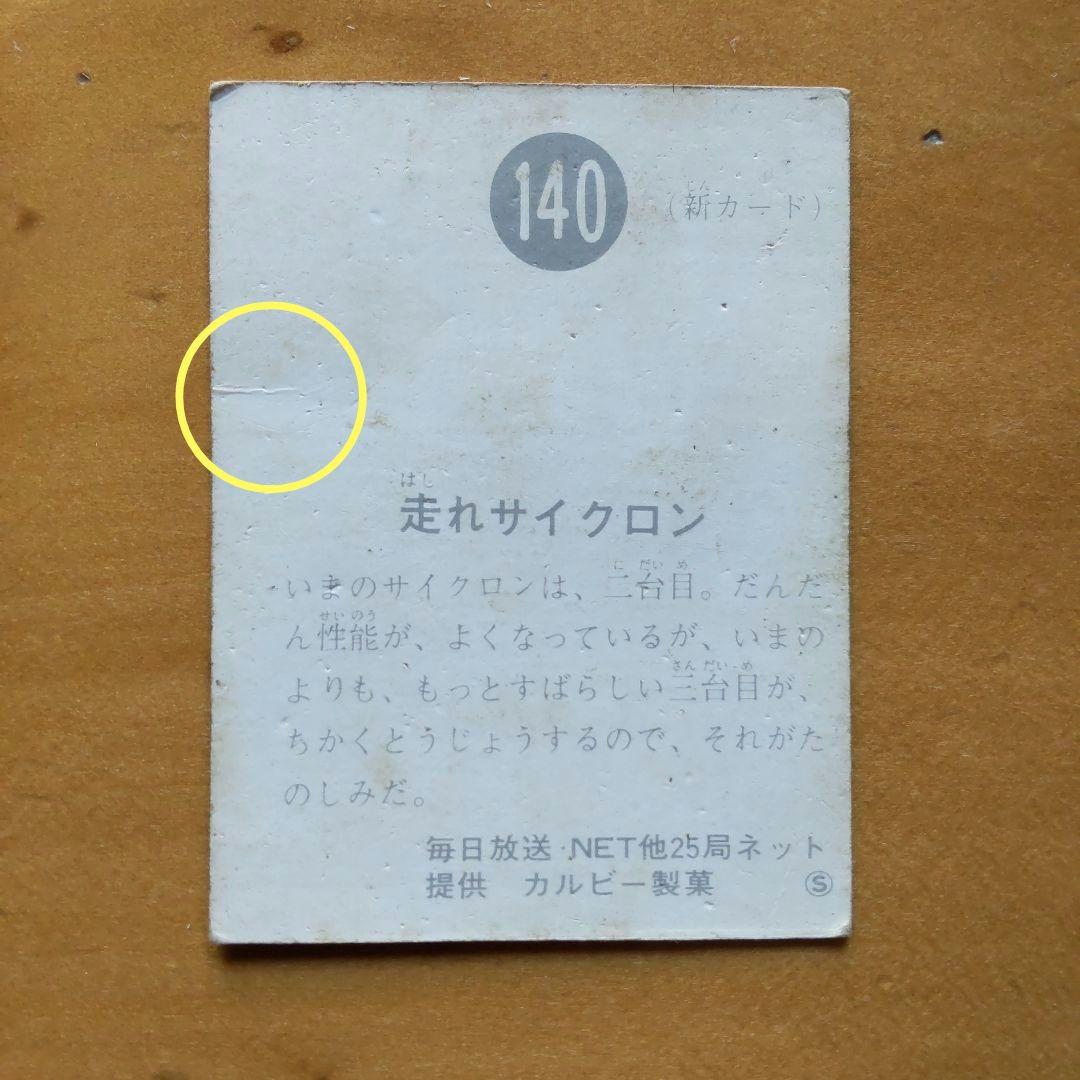 140 (新カード)
走れサイクロン
いまのサイクロンは、二台目。だんだ
ん性能が、よくなっているが、いまの
よりも、もっとすばらしい三台目が、
ちかくとうじょうするので、それがた
のしみだ。
毎日放送・NET他25局ネット
提供 カルビー製菓 Ⓢ